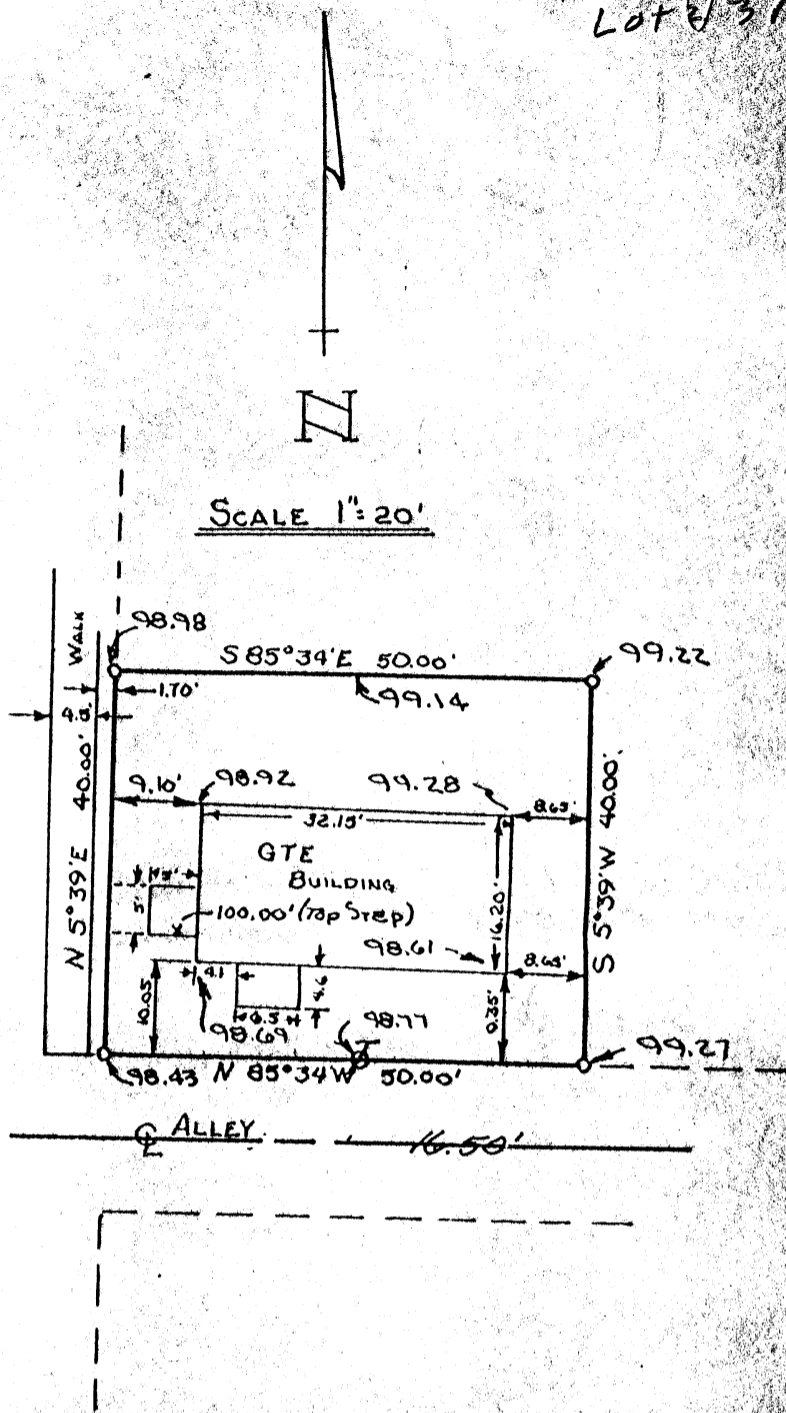 Lot
N
SCALE 1"= 20'
98.98
WALK
S 85°34'E 50.00'
99.22
1.70'
99.14
N 5°39'E 40.00'
9.10'
98.92
99.28
8.65'
32.15'
S 5°39'W 40.00'
GTE
BUILDING
5'
100.00' (TOP STEP)
16.20'
98.61
8.65'
10.05
4.1
4.6
6.5
9.35'
98.69
98.77
99.27
98.43 N 85°34'W 50.00'
℄ ALLEY
16.50'